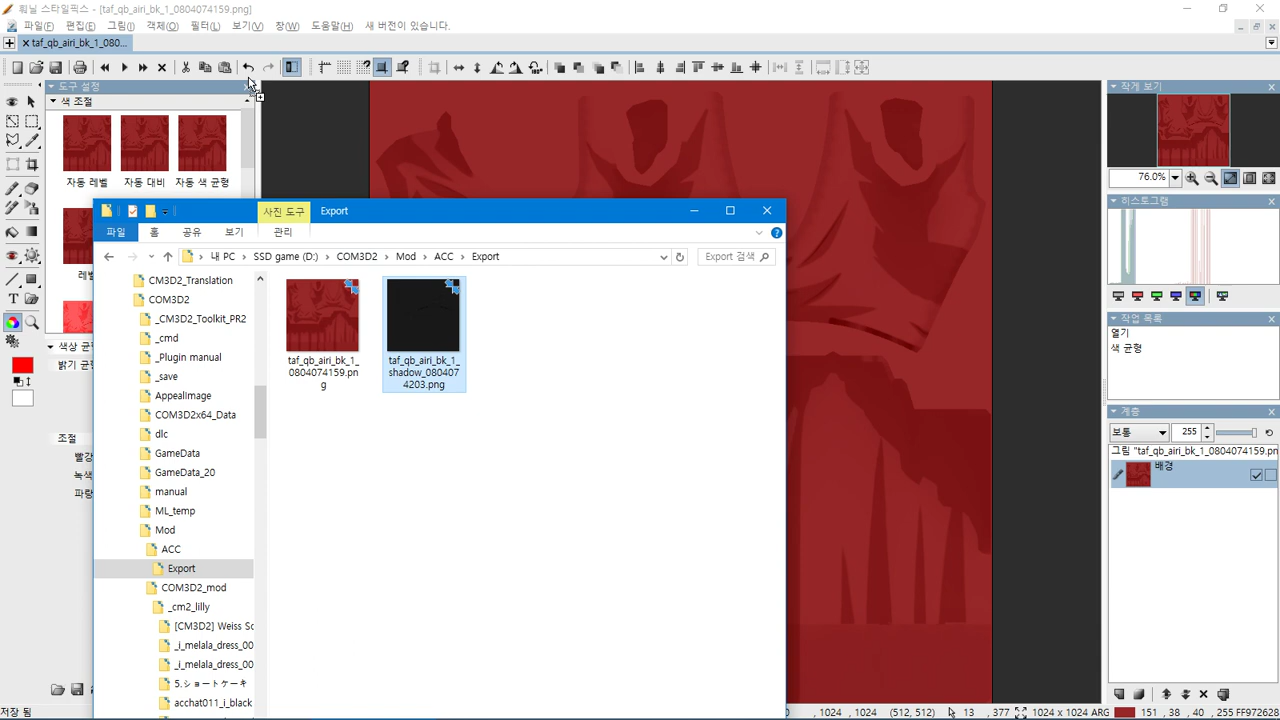 훠닐 스타일픽스 - [taf_qb_airi_bk_1_0804074159.png]
파일(F) 편집(E) 그림(I) 객체(O) 필터(L) 보기(V) 창(W) 도움말(H) 새 버전이 있습니다.
taf_qb_airi_bk_1_080...
도구 설정
색 조절
자동 레벨 자동 대비 자동 색 균형
레벨
색상 균
밝기 균
조절
빨강
녹색
파랑
저장 됨
사진 도구 Export
파일 홈 공유 보기 관리
내 PC SSD game (D:) COM3D2 Mod ACC Export
Export 검색
CM3D2_Translation
COM3D2
_CM3D2_Toolkit_PR2
_cmd
_Plugin manual
_save
AppealImage
COM3D2x64_Data
dlc
GameData
GameData_20
manual
ML_temp
Mod
ACC
Export
COM3D2_mod
_cm2_lilly
[CM3D2] Weiss Sc
_i_melala_dress_00
_i_melala_dress_00
5.ショートケーキ
acchat011_i_black
taf_qb_airi_bk_1_
0804074159.pn
g
taf_qb_airi_bk_1_
shadow_080407
4203.png
작게 보기
76.0%
히스토그램
작업 목록
열기
색 균형
계층
보통 255
그림 "taf_qb_airi_bk_1_0804074159.pn
배경
0 , 1024 , 1024 (512, 512) 13 , 377 1024 x 1024 ARG 151 , 38 , 40 , 255 FF972628